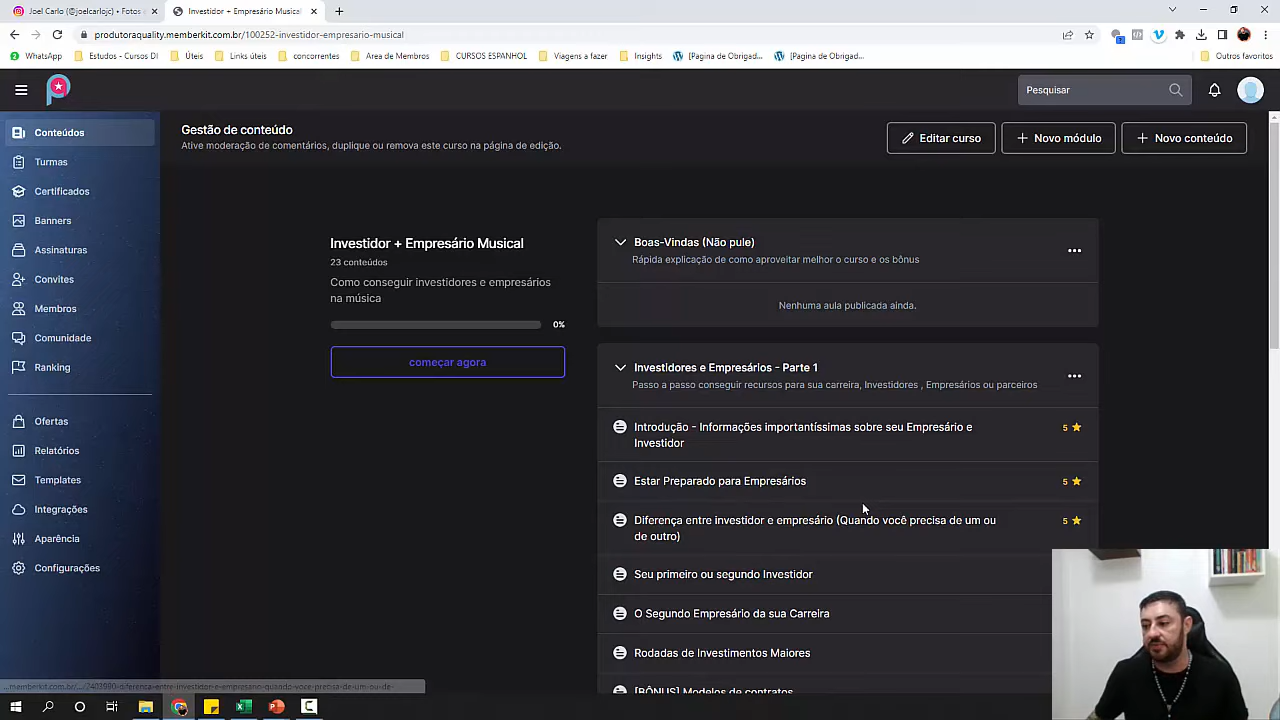 Joel Carlo (@joelcarlojc) • Fotos e
Investidor + Empresário Musical
produtoraquality.memberkit.com.br/100252-investidor-empresario-musical
WhatsApp
Estudos - Cursos DI
Úteis
Links úteis
concorrentes
Area de Membros
CURSOS ESPANHOL
Viagens a fazer
Insights
[Pagina de Obrigad...
[Pagina de Obrigad...
Outros favoritos
Pesquisar
Conteúdos
Turmas
Certificados
Banners
Assinaturas
Convites
Membros
Comunidade
Ranking
Ofertas
Relatórios
Templates
Integrações
Aparência
Configurações
Gestão de conteúdo
Ative moderação de comentários, duplique ou remova este curso na página de edição.
Editar curso
Novo módulo
Novo conteúdo
Investidor + Empresário Musical
23 conteúdos
Como conseguir investidores e empresários
na música
0%
começar agora
Boas-Vindas (Não pule)
Rápida explicação de como aproveitar melhor o curso e os bônus
Nenhuma aula publicada ainda.
Investidores e Empresários - Parte 1
Passo a passo conseguir recursos para sua carreira, Investidores , Empresários ou parceiros
Introdução - Informações importantíssimas sobre seu Empresário e
Investidor
5
Estar Preparado para Empresários
5
Diferença entre investidor e empresário (Quando você precisa de um ou
de outro)
5
Seu primeiro ou segundo Investidor
O Segundo Empresário da sua Carreira
Rodadas de Investimentos Maiores
[BÔNUS] Modelos de contratos